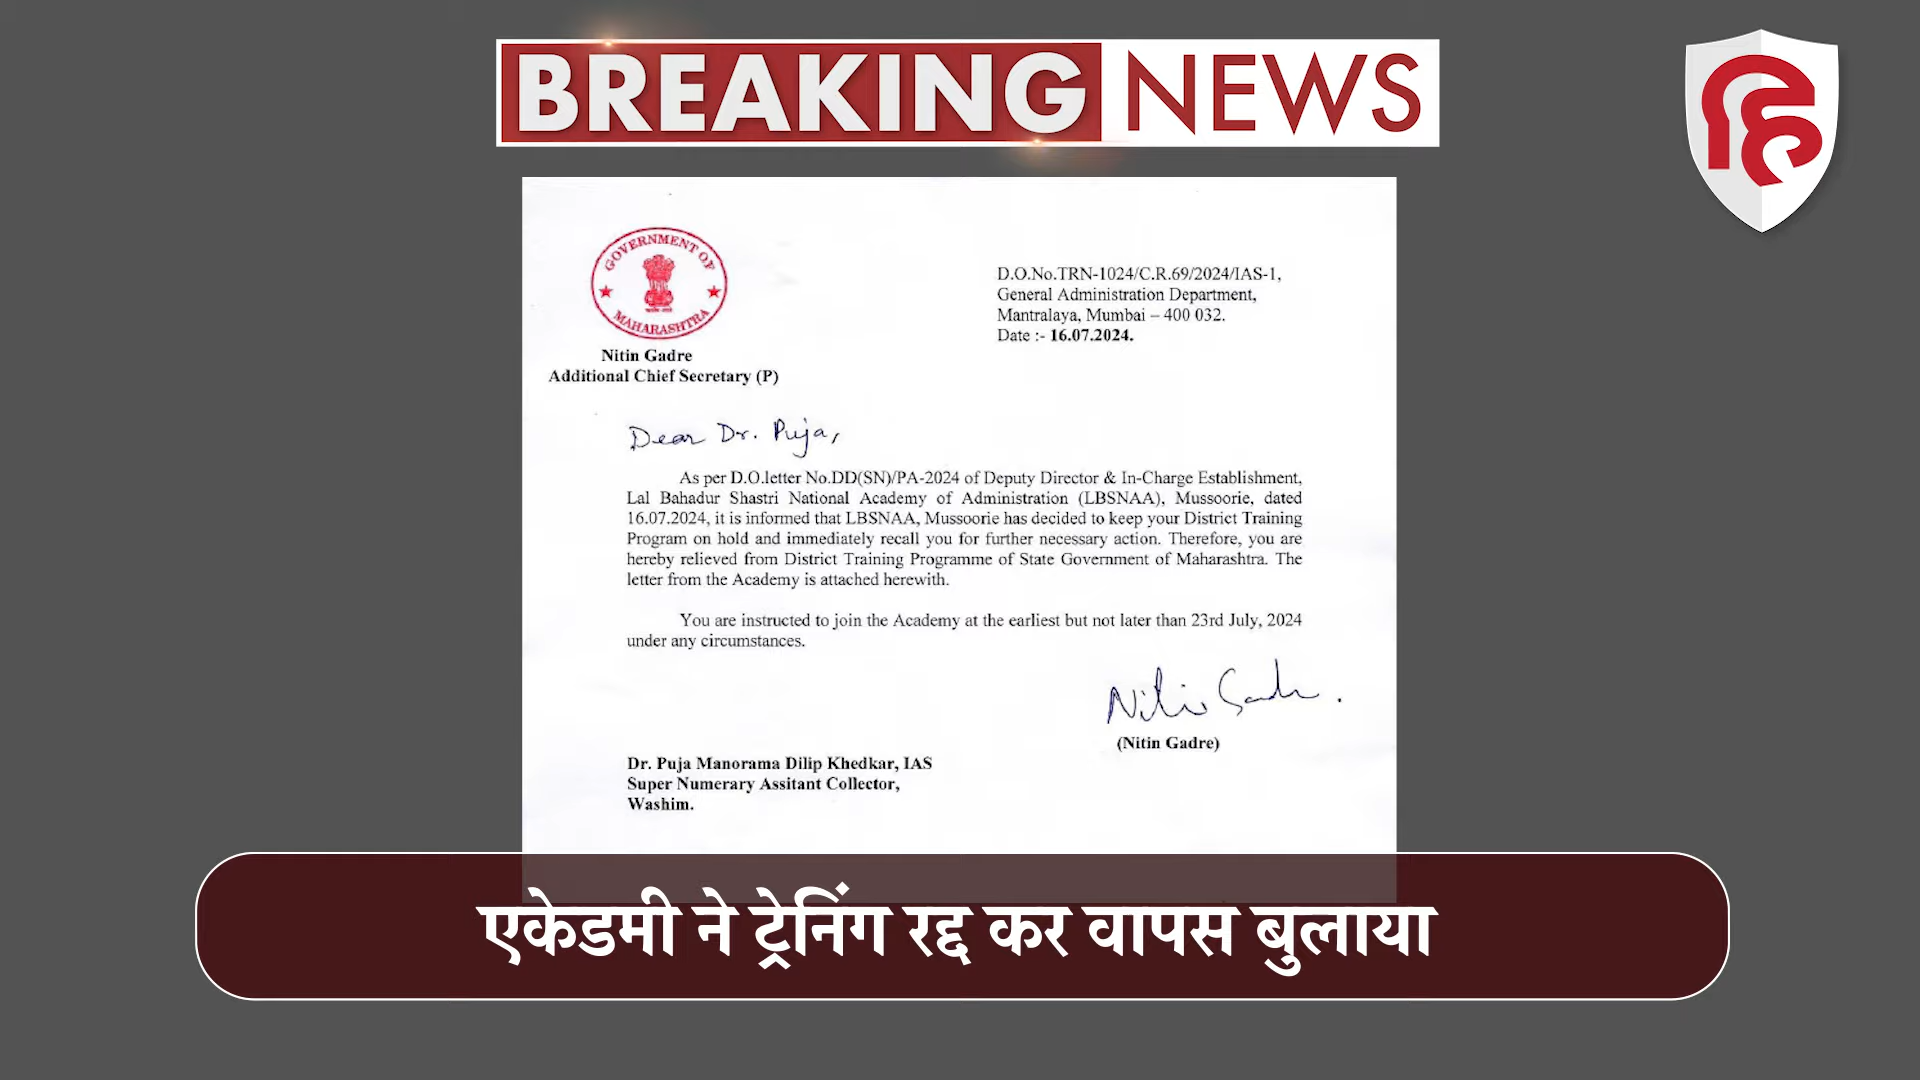 BREAKING NEWS
हि
GOVERNMENT OF
MAHARASHTRA
Nitin Gadre
Additional Chief Secretary (P)
D.O.No.TRN-1024/C.R.69/2024/IAS-1,
General Administration Department,
Mantralaya, Mumbai – 400 032.
Date :- 16.07.2024.
Dear Dr. Puja,
As per D.O.letter No.DD(SN)/PA-2024 of Deputy Director & In-Charge Establishment,
Lal Bahadur Shastri National Academy of Administration (LBSNAA), Mussoorie, dated
16.07.2024, it is informed that LBSNAA, Mussoorie has decided to keep your District Training
Program on hold and immediately recall you for further necessary action. Therefore, you are
hereby relieved from District Training Programme of State Government of Maharashtra. The
letter from the Academy is attached herewith.
You are instructed to join the Academy at the earliest but not later than 23rd July, 2024
under any circumstances.
Nitin Gadre.
(Nitin Gadre)
Dr. Puja Manorama Dilip Khedkar, IAS
Super Numerary Assitant Collector,
Washim.
एकेडमी ने ट्रेनिंग रद्द कर वापस बुलाया